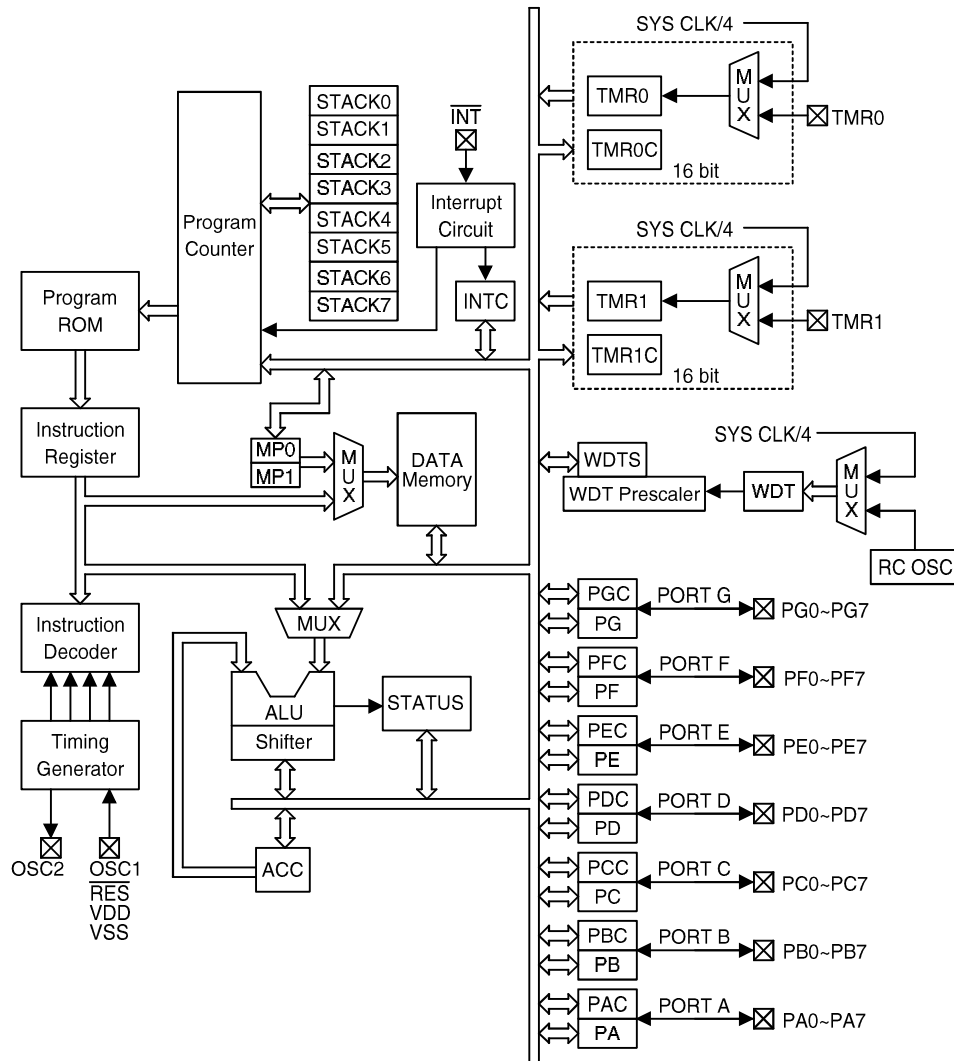 SYS CLK/4
MUX
TMR0
TMR0
TMR0C
16 bit
SYS CLK/4
MUX
TMR1
TMR1
TMR1C
16 bit
STACK0
STACK1
STACK2
STACK3
STACK4
STACK5
STACK6
STACK7
INT
Interrupt
Circuit
INTC
Program
Counter
Program
ROM
Instruction
Register
MP0
MP1
MUX
DATA
Memory
SYS CLK/4
WDTS
WDT Prescaler
WDT
MUX
RC OSC
Instruction
Decoder
MUX
ALU
Shifter
STATUS
Timing
Generator
OSC2
OSC1
RES
VDD
VSS
ACC
PGC
PG
PORT G
PG0~PG7
PFC
PF
PORT F
PF0~PF7
PEC
PE
PORT E
PE0~PE7
PDC
PD
PORT D
PD0~PD7
PCC
PC
PORT C
PC0~PC7
PBC
PB
PORT B
PB0~PB7
PAC
PA
PORT A
PA0~PA7